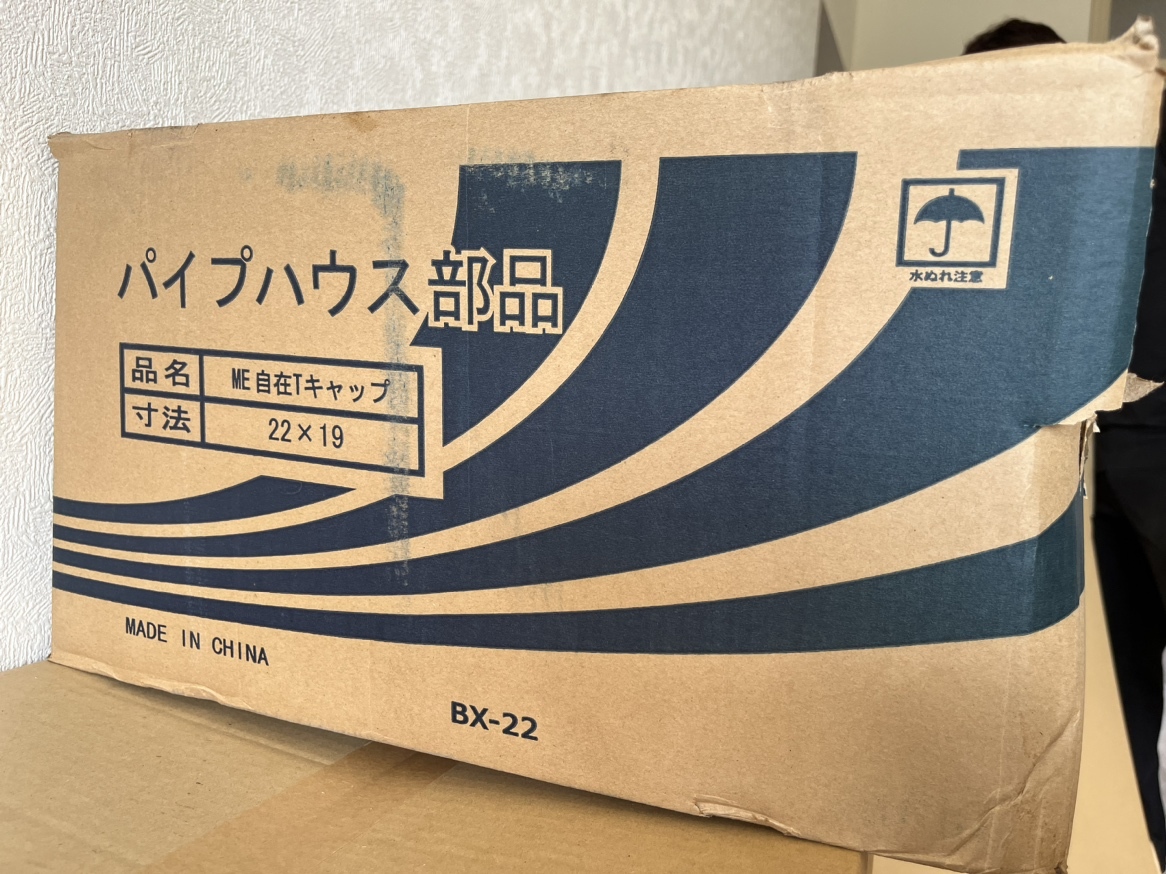 パイプハウス部品
水ぬれ注意
品名 ME自在Tキャップ
寸法 22×19
MADE IN CHINA
BX-22